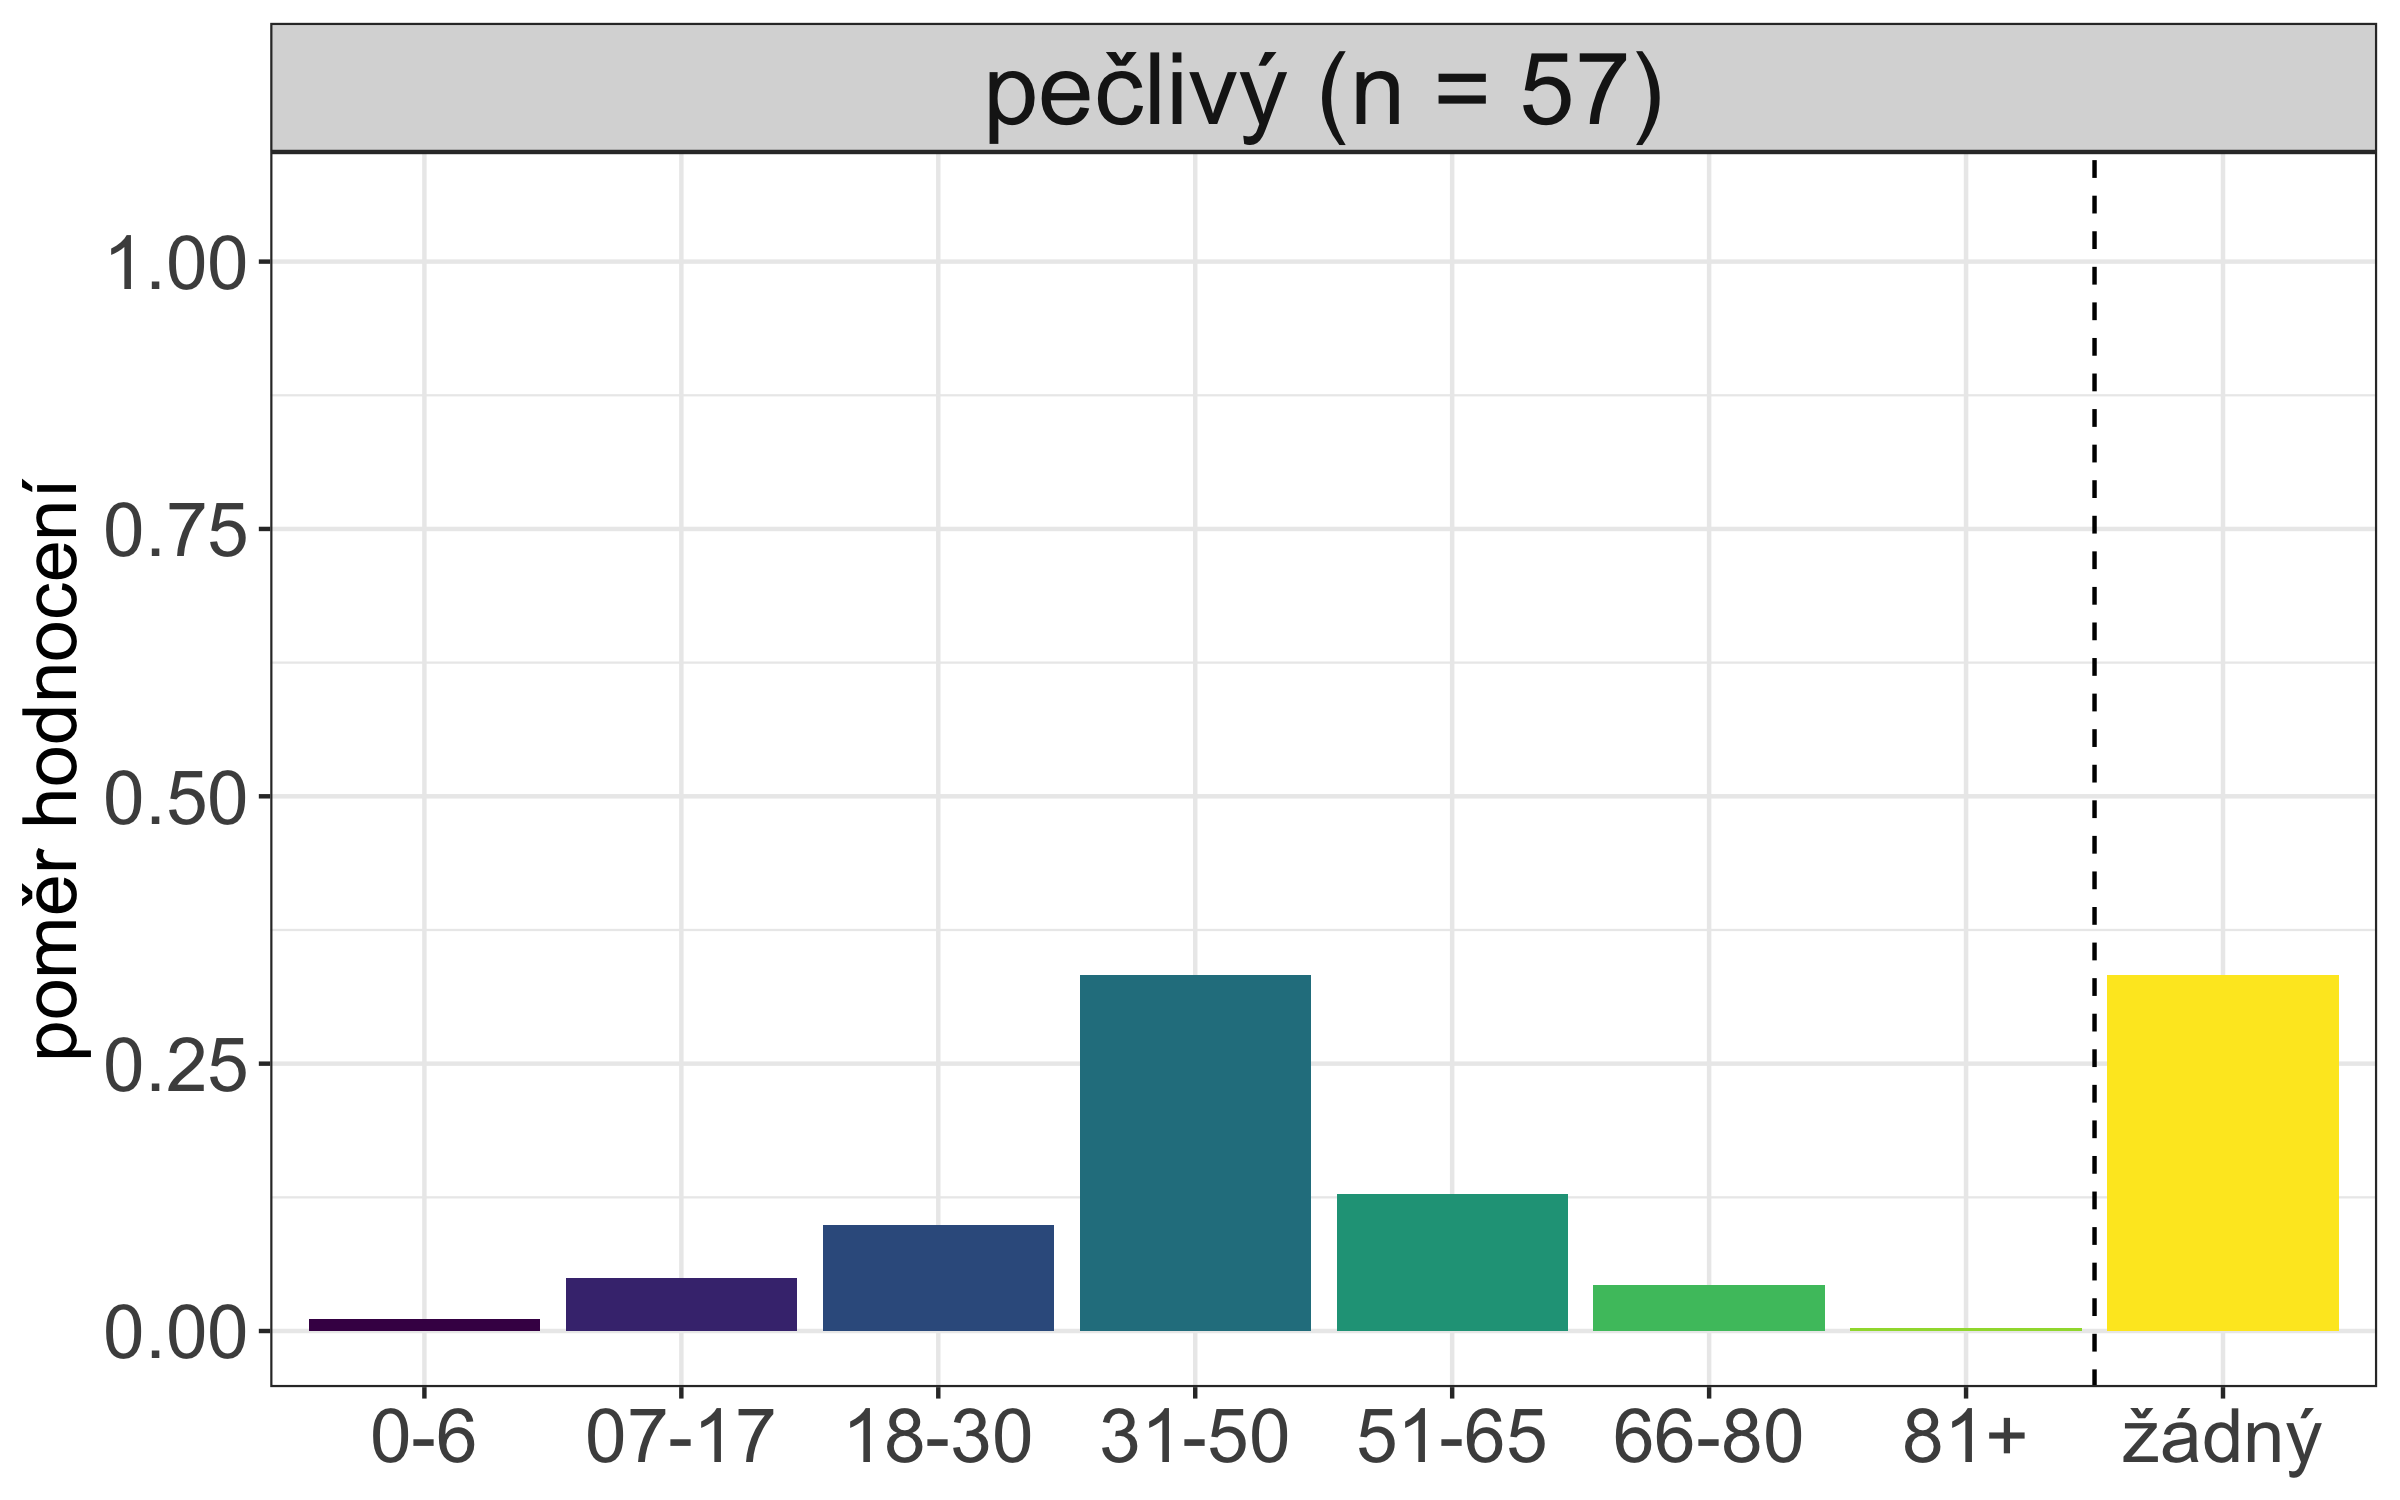 pečlivý (n = 57)
poměr hodnocení
1.00
0.75
0.50
0.25
0.00
0-6 07-17 18-30 31-50 51-65 66-80 81+ žádný